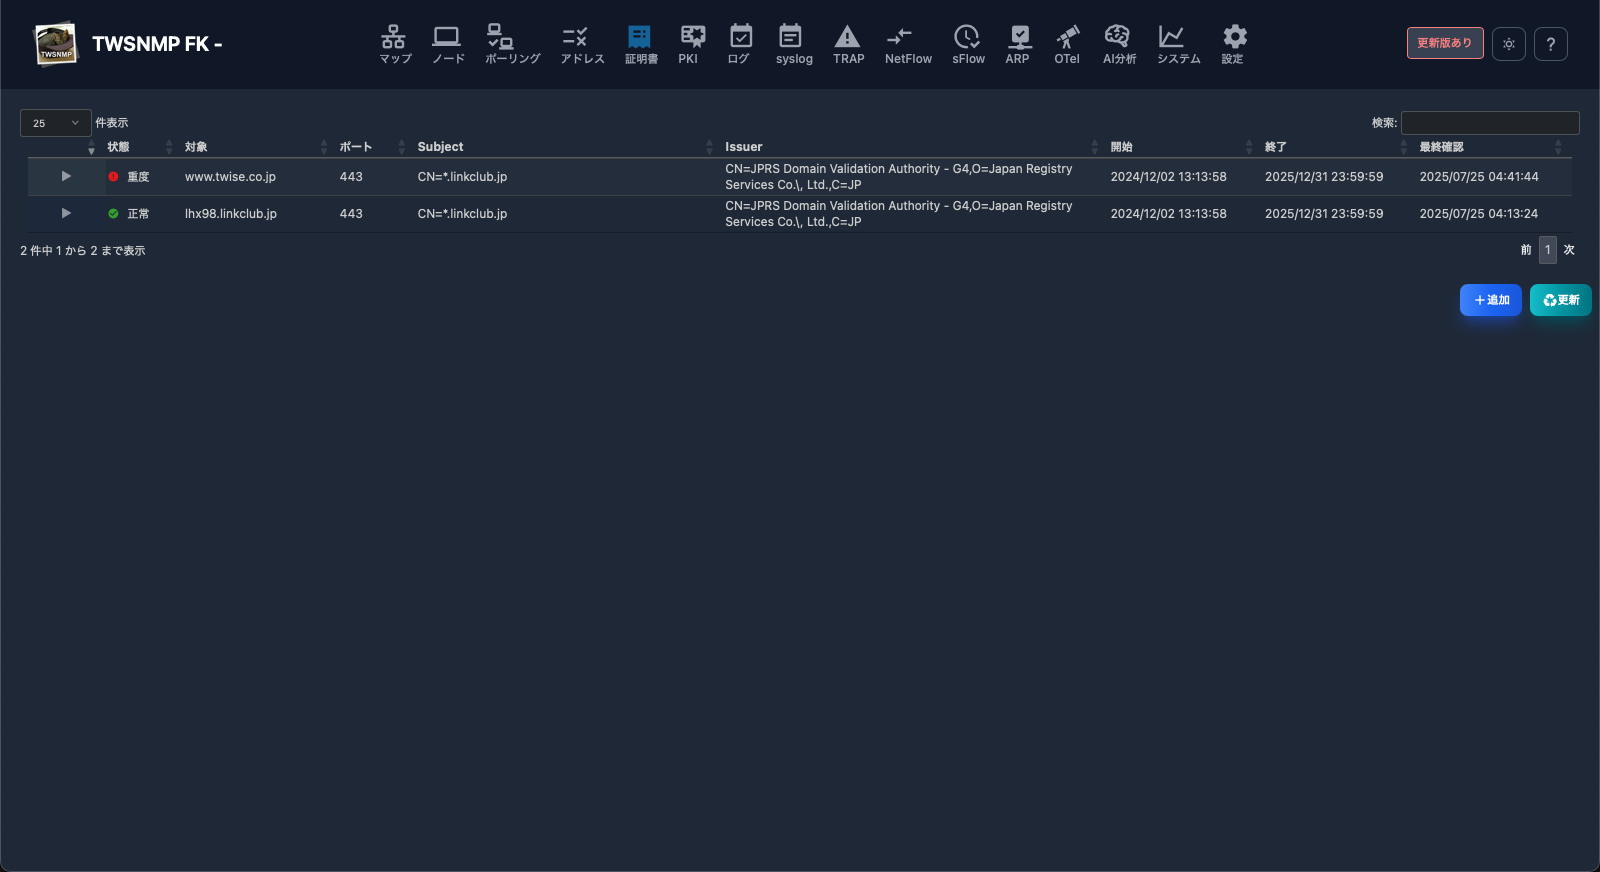 TWSNMP
TWSNMP FK -
マップ
ノード
ポーリング
アドレス
証明書
PKI
ログ
syslog
TRAP
NetFlow
sFlow
ARP
OTel
AI分析
システム
設定
更新版あり
?
25 件表示
検索:
状態 対象 ポート Subject Issuer 開始 終了 最終確認
重度 www.twise.co.jp 443 CN=*.linkclub.jp CN=JPRS Domain Validation Authority - G4,O=Japan Registry Services Co.\, Ltd.,C=JP 2024/12/02 13:13:58 2025/12/31 23:59:59 2025/07/25 04:41:44
正常 lhx98.linkclub.jp 443 CN=*.linkclub.jp CN=JPRS Domain Validation Authority - G4,O=Japan Registry Services Co.\, Ltd.,C=JP 2024/12/02 13:13:58 2025/12/31 23:59:59 2025/07/25 04:13:24
2 件中 1 から 2 まで表示
前 1 次
+追加
更新